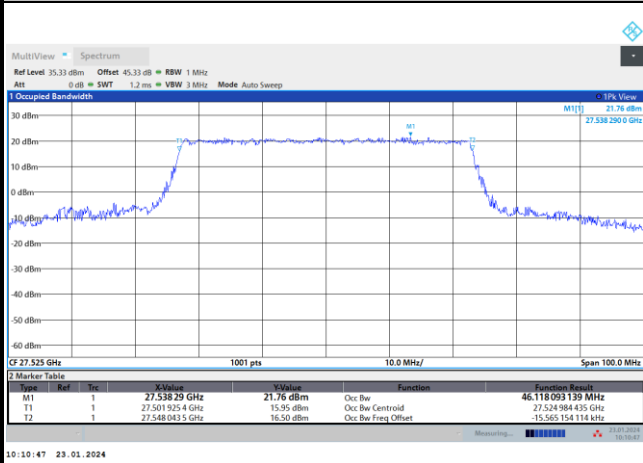 MultiView Spectrum
Ref Level 35.33 dBm Offset 45.33 dB RBW 1 MHz
Att 0 dB SWT 1.2 ms VBW 3 MHz Mode Auto Sweep
1 Occupied Bandwidth 1Pk View
M1[1] 21.76 dBm
27.538 290 0 GHz
30 dBm
M1
T1 T2
20 dBm
10 dBm
0 dBm
-10 dBm
-20 dBm
-30 dBm
-40 dBm
-50 dBm
-60 dBm
CF 27.525 GHz 1001 pts 10.0 MHz/ Span 100.0 MHz
2 Marker Table
Type Ref Trc X-Value Y-Value Function Function Result
M1 1 27.538 29 GHz 21.76 dBm Occ Bw 46.118 093 139 MHz
T1 1 27.501 925 4 GHz 15.95 dBm Occ Bw Centroid 27.524 984 435 GHz
T2 1 27.548 043 5 GHz 16.50 dBm Occ Bw Freq Offset -15.565 154 114 kHz
Measuring... 23.01.2024
10:10:47
10:10:47 23.01.2024